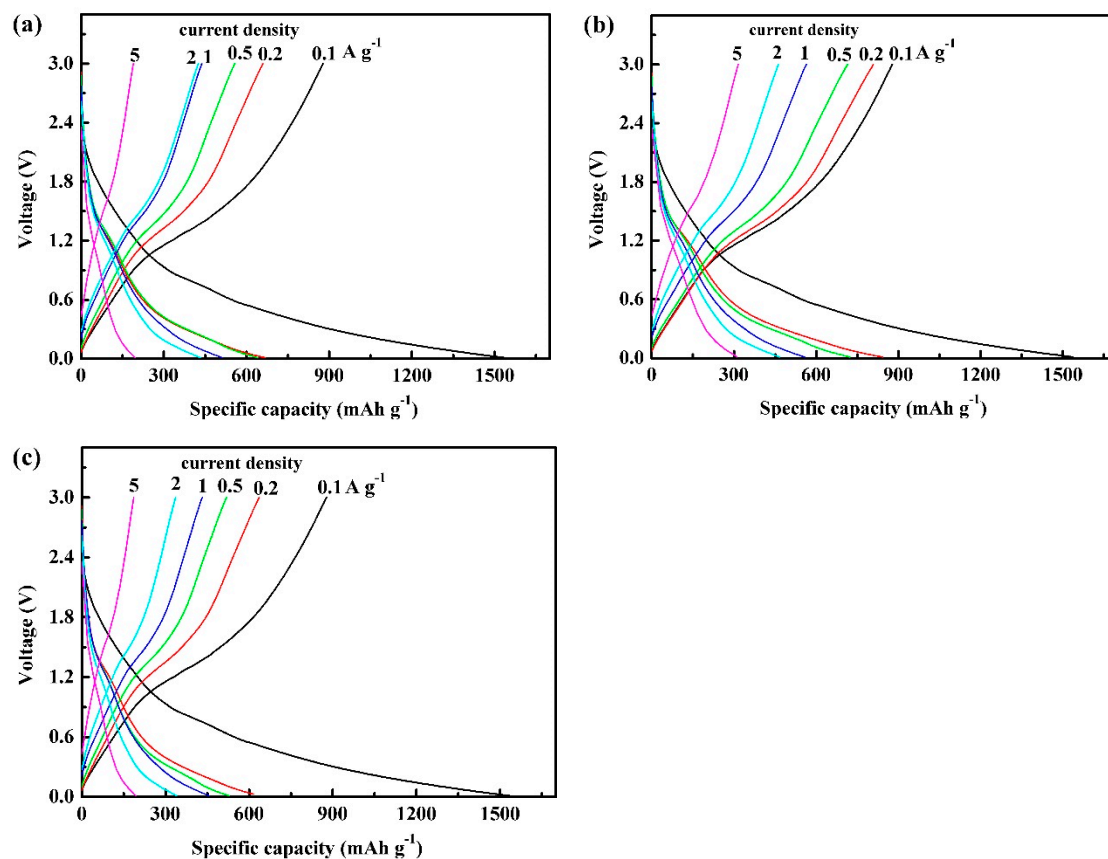 (a)
current density
5 2 1 0.5 0.2 0.1 A g⁻¹
3.0
2.4
1.8
1.2
0.6
0.0
Voltage (V)
0 300 600 900 1200 1500
Specific capacity (mAh g⁻¹)
(b)
current density
5 2 1 0.5 0.2 0.1 A g⁻¹
3.0
2.4
1.8
1.2
0.6
0.0
Voltage (V)
0 300 600 900 1200 1500
Specific capacity (mAh g⁻¹)
(c)
current density
5 2 1 0.5 0.2 0.1 A g⁻¹
3.0
2.4
1.8
1.2
0.6
0.0
Voltage (V)
0 300 600 900 1200 1500
Specific capacity (mAh g⁻¹)